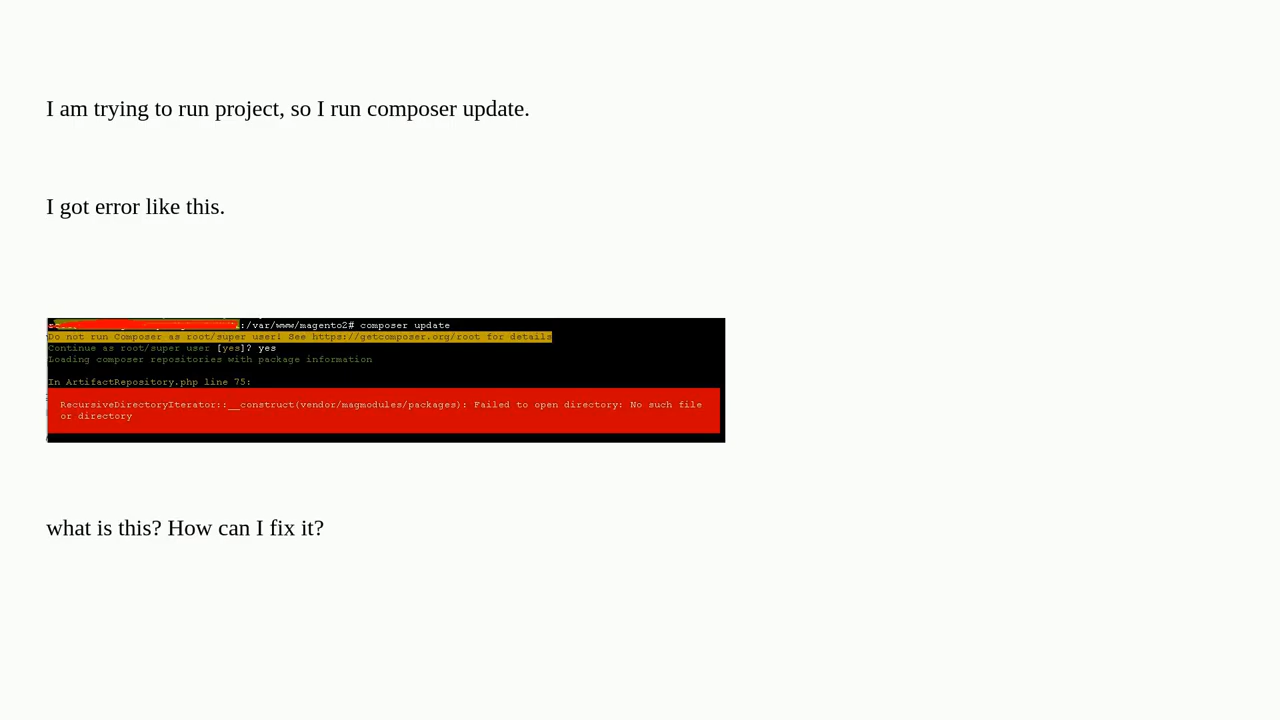 I am trying to run project, so I run composer update.
I got error like this.
:/var/www/magento2# composer update
Do not run Composer as root/super user! See https://getcomposer.org/root for details
Continue as root/super user [yes]? yes
Loading composer repositories with package information
In ArtifactRepository.php line 75:
RecursiveDirectoryIterator::__construct(vendor/magmodules/packages): Failed to open directory: No such file
or directory
what is this? How can I fix it?